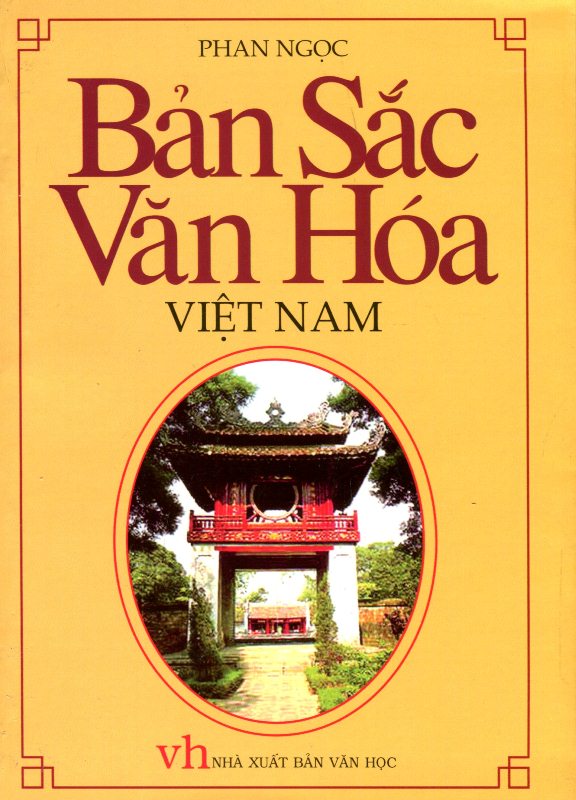 PHAN NGỌC
Bản Sắc
Văn Hóa
VIỆT NAM
vh NHÀ XUẤT BẢN VĂN HỌC